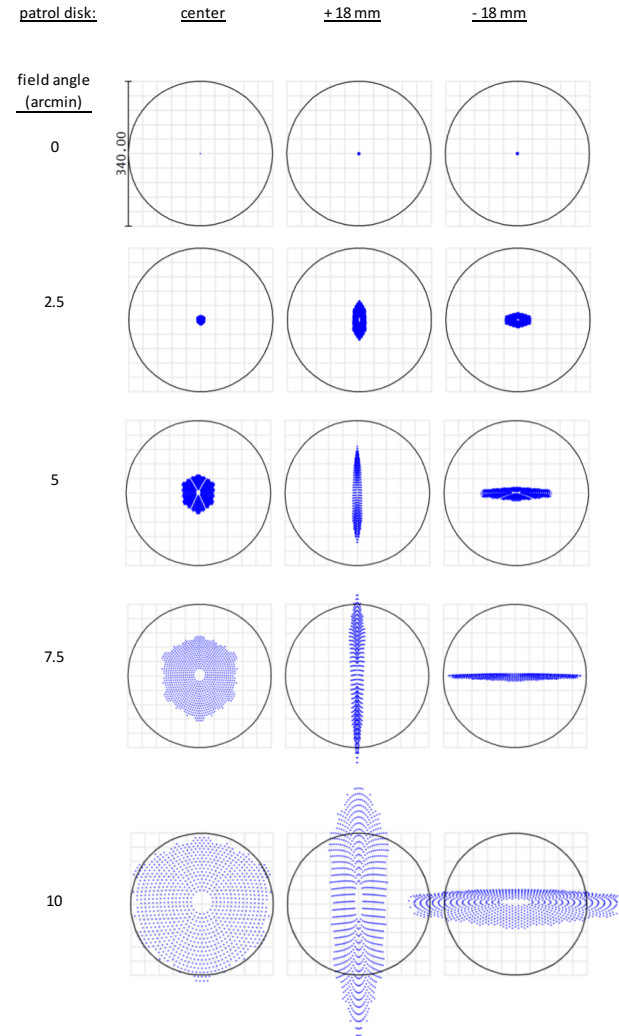 patrol disk: center + 18 mm - 18 mm
field angle
(arcmin)
0
340.00
2.5
5
7.5
10